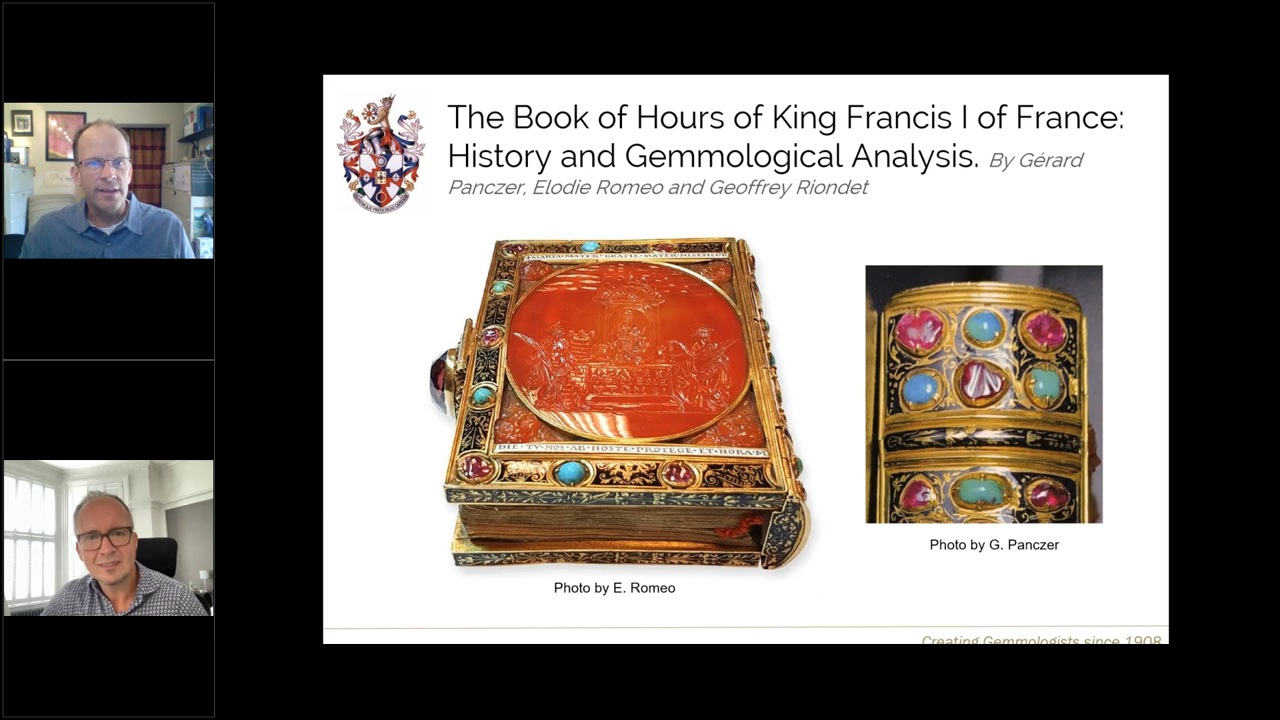 The Book of Hours of King Francis I of France:
History and Gemmological Analysis. By Gérard
Panczer, Elodie Romeo and Geoffrey Riondet
MARIA·MATER·GRATIE·MATER·MISERICOR
DIE·TV·NOS·AB·HOSTE·PROTEGE·ET·HORA·M
Photo by G. Panczer
Photo by E. Romeo
Creating Gemmologists since 1908